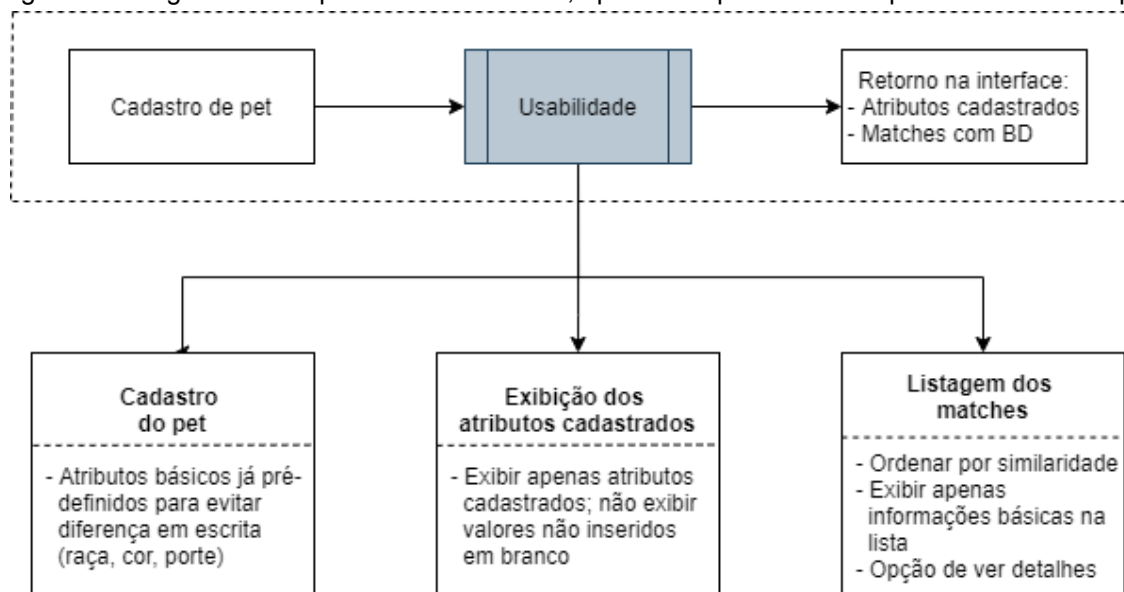 Cadastro de pet
Usabilidade
Retorno na interface:
- Atributos cadastrados
- Matches com BD
Cadastro
do pet
- Atributos básicos já pré-
definidos para evitar
diferença em escrita
(raça, cor, porte)
Exibição dos
atributos cadastrados
- Exibir apenas atributos
cadastrados; não exibir
valores não inseridos
em branco
Listagem dos
matches
- Ordenar por similaridade
- Exibir apenas
informações básicas na
lista
- Opção de ver detalhes